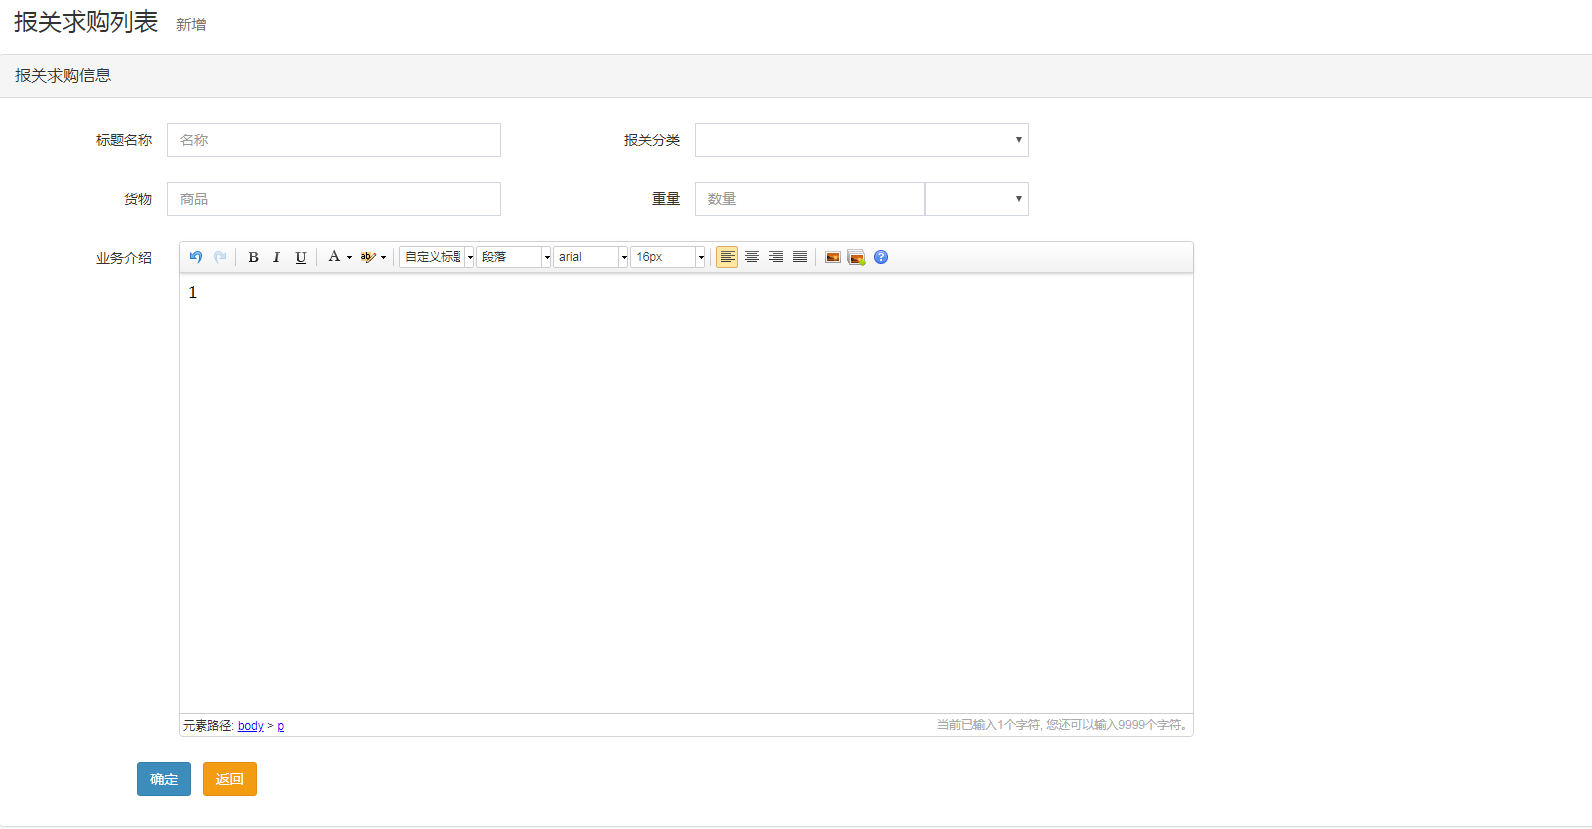 报关求购列表 新增
报关求购信息
标题名称 名称 报关分类
货物 商品 重量 数量
业务介绍 B I U A ab 自定义标题 段落 arial 16px
1
元素路径: body > p 当前已输入1个字符, 您还可以输入9999个字符。
确定 返回